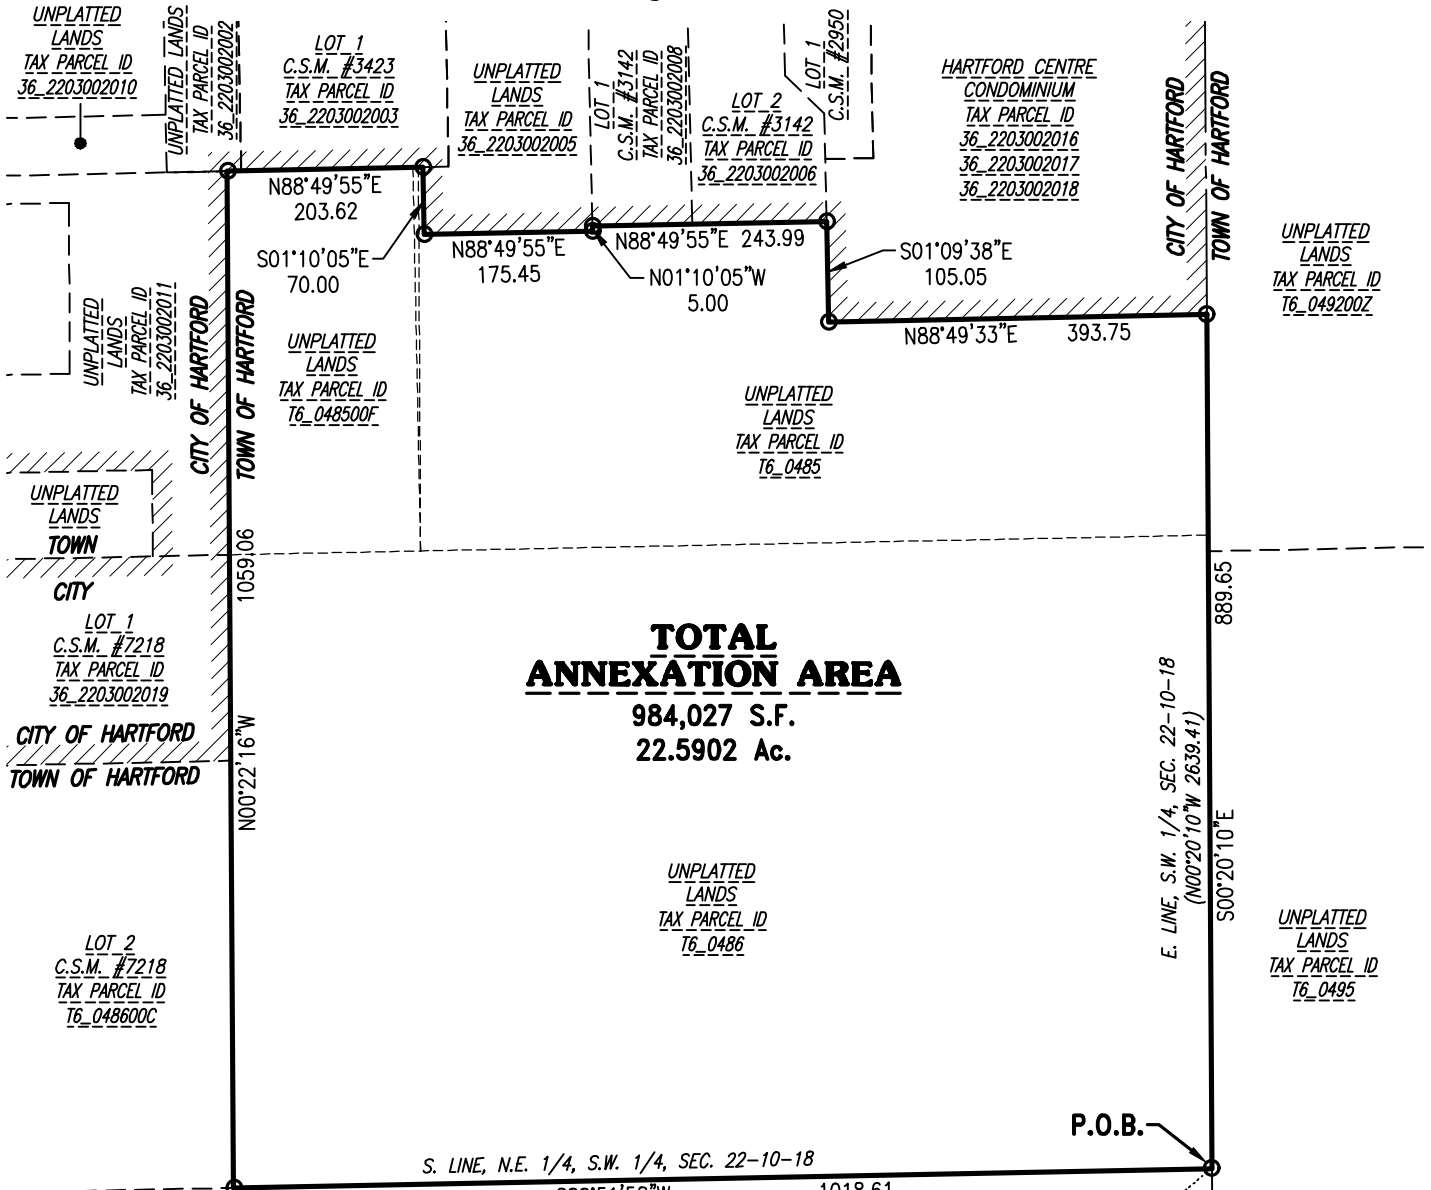 UNPLATTED
LANDS
TAX PARCEL ID
36_2203002010
UNPLATTED LANDS
TAX PARCEL ID
36_2203002002
LOT 1
C.S.M. #3423
TAX PARCEL ID
36_2203002003
UNPLATTED
LANDS
TAX PARCEL ID
36_2203002005
LOT 1
C.S.M. #3142
TAX PARCEL ID
36_2203002008
LOT 2
C.S.M. #3142
TAX PARCEL ID
36_2203002006
LOT 1
C.S.M. #2950
HARTFORD CENTRE
CONDOMINIUM
TAX PARCEL ID
36_2203002016
36_2203002017
36_2203002018
CITY OF HARTFORD
TOWN OF HARTFORD
UNPLATTED
LANDS
TAX PARCEL ID
T6_049200Z
N88°49'55"E
203.62
S01°10'05"E
70.00
N88°49'55"E
175.45
N88°49'55"E 243.99
N01°10'05"W
5.00
S01°09'38"E
105.05
N88°49'33"E 393.75
UNPLATTED
LANDS
TAX PARCEL ID
36_2203002011
CITY OF HARTFORD
TOWN OF HARTFORD
UNPLATTED
LANDS
TAX PARCEL ID
T6_048500F
UNPLATTED
LANDS
TAX PARCEL ID
T6_0485
UNPLATTED
LANDS
TOWN
CITY
LOT 1
C.S.M. #7218
TAX PARCEL ID
36_2203002019
CITY OF HARTFORD
TOWN OF HARTFORD
1059.06
N00°22'16"W
TOTAL
ANNEXATION AREA
984,027 S.F.
22.5902 Ac.
889.65
S00°20'10"E
E. LINE, S.W. 1/4, SEC. 22-10-18
(N00°20'10"W 2639.41)
UNPLATTED
LANDS
TAX PARCEL ID
T6_0486
LOT 2
C.S.M. #7218
TAX PARCEL ID
T6_048600C
UNPLATTED
LANDS
TAX PARCEL ID
T6_0495
P.O.B.
S. LINE, N.E. 1/4, S.W. 1/4, SEC. 22-10-18
1018.61